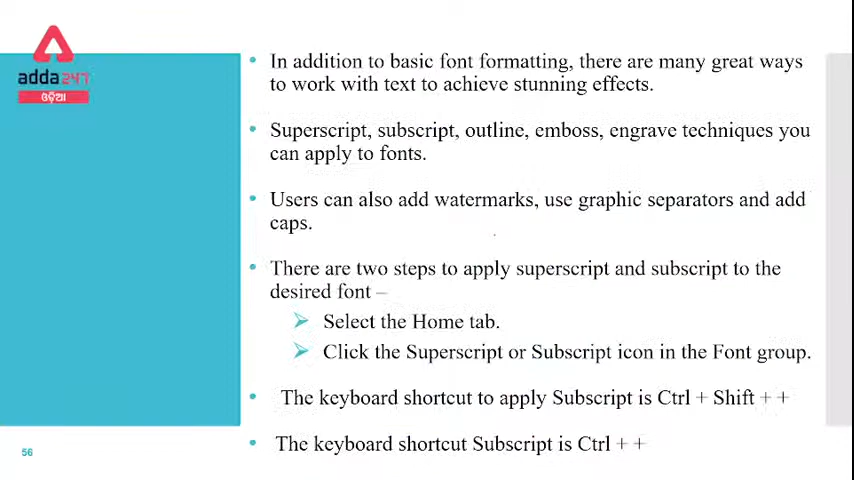 adda247
ଓଡ଼ିଆ
In addition to basic font formatting, there are many great ways
to work with text to achieve stunning effects.
Superscript, subscript, outline, emboss, engrave techniques you
can apply to fonts.
Users can also add watermarks, use graphic separators and add
caps.
There are two steps to apply superscript and subscript to the
desired font –
Select the Home tab.
Click the Superscript or Subscript icon in the Font group.
The keyboard shortcut to apply Subscript is Ctrl + Shift + +
The keyboard shortcut Subscript is Ctrl + +
56